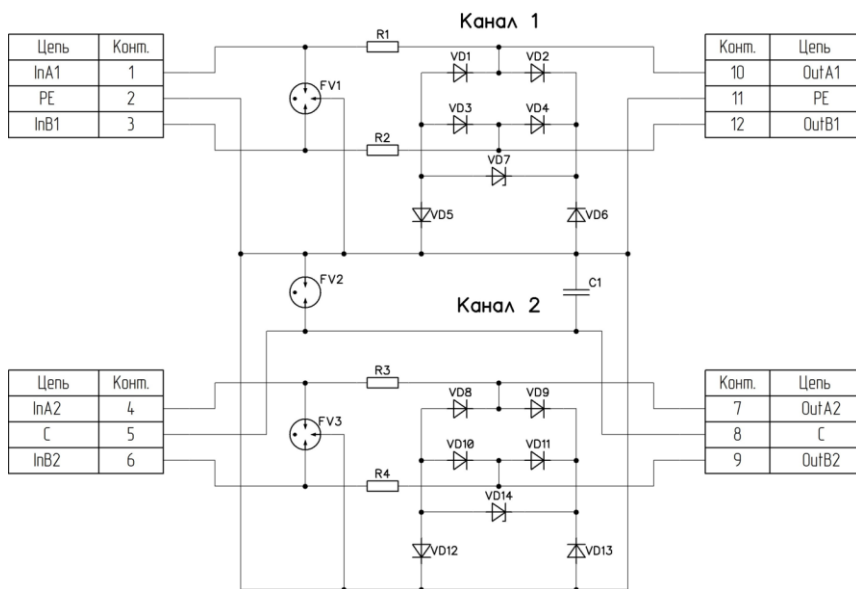 Канал 1
R1
Цепь Конт.
InA1 1
PE 2
InB1 3
FV1
VD1 VD2
VD3 VD4
R2
VD7
VD5 VD6
Конт. Цепь
10 OutA1
11 PE
12 OutB1
FV2
C1
Канал 2
R3
Цепь Конт.
InA2 4
C 5
InB2 6
FV3
VD8 VD9
VD10 VD11
R4
VD14
VD12 VD13
Конт. Цепь
7 OutA2
8 C
9 OutB2